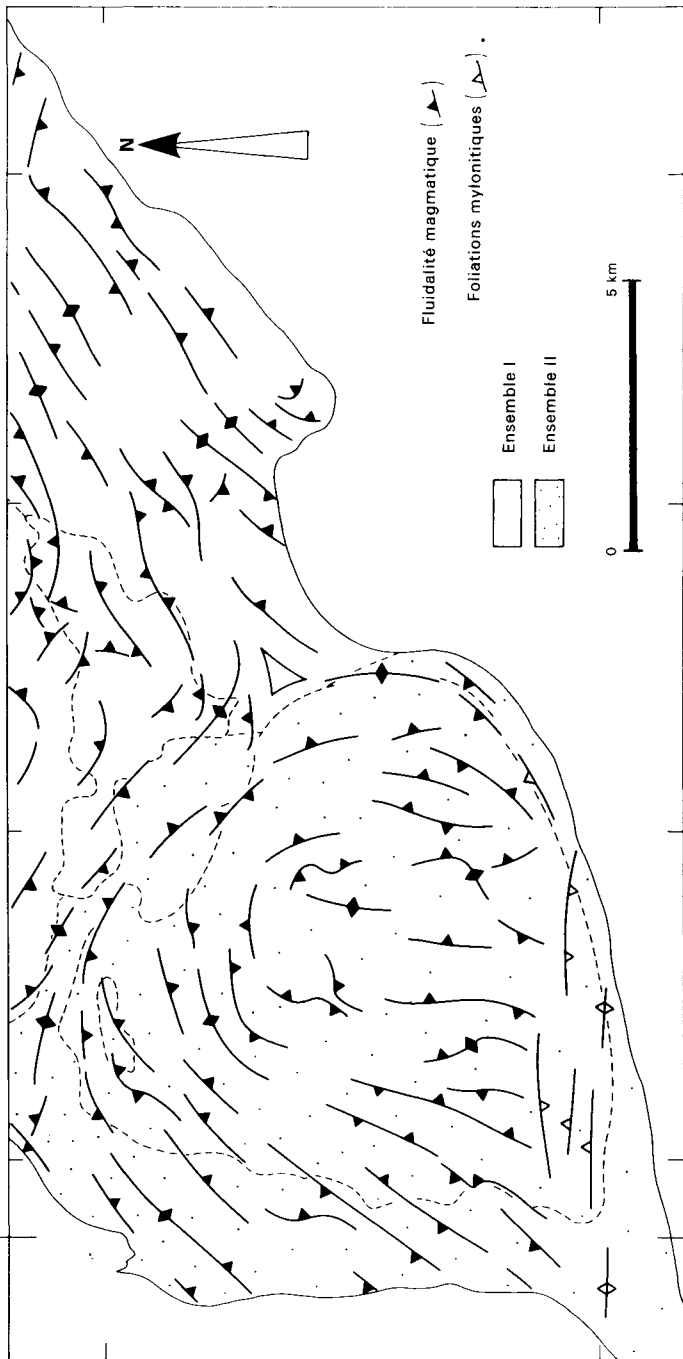 N
Fluidalité magmatique ( )
Foliations mylonitiques ( ) .
Ensemble I
Ensemble II
0 5 km